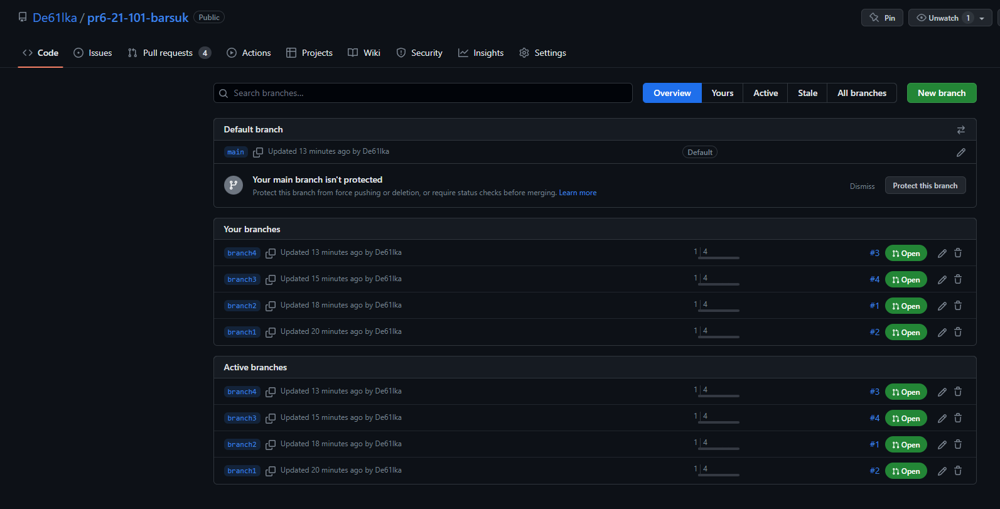 De61lka / pr6-21-101-barsuk Public
Pin Unwatch 1
Code Issues Pull requests 4 Actions Projects Wiki Security Insights Settings
Search branches... Overview Yours Active Stale All branches New branch
Default branch
main Updated 13 minutes ago by De61lka Default
Your main branch isn't protected
Protect this branch from force pushing or deletion, or require status checks before merging. Learn more
Dismiss Protect this branch
Your branches
branch4 Updated 13 minutes ago by De61lka 1 4 #3 Open
branch3 Updated 15 minutes ago by De61lka 1 4 #4 Open
branch2 Updated 18 minutes ago by De61lka 1 4 #1 Open
branch1 Updated 20 minutes ago by De61lka 1 4 #2 Open
Active branches
branch4 Updated 13 minutes ago by De61lka 1 4 #3 Open
branch3 Updated 15 minutes ago by De61lka 1 4 #4 Open
branch2 Updated 18 minutes ago by De61lka 1 4 #1 Open
branch1 Updated 20 minutes ago by De61lka 1 4 #2 Open